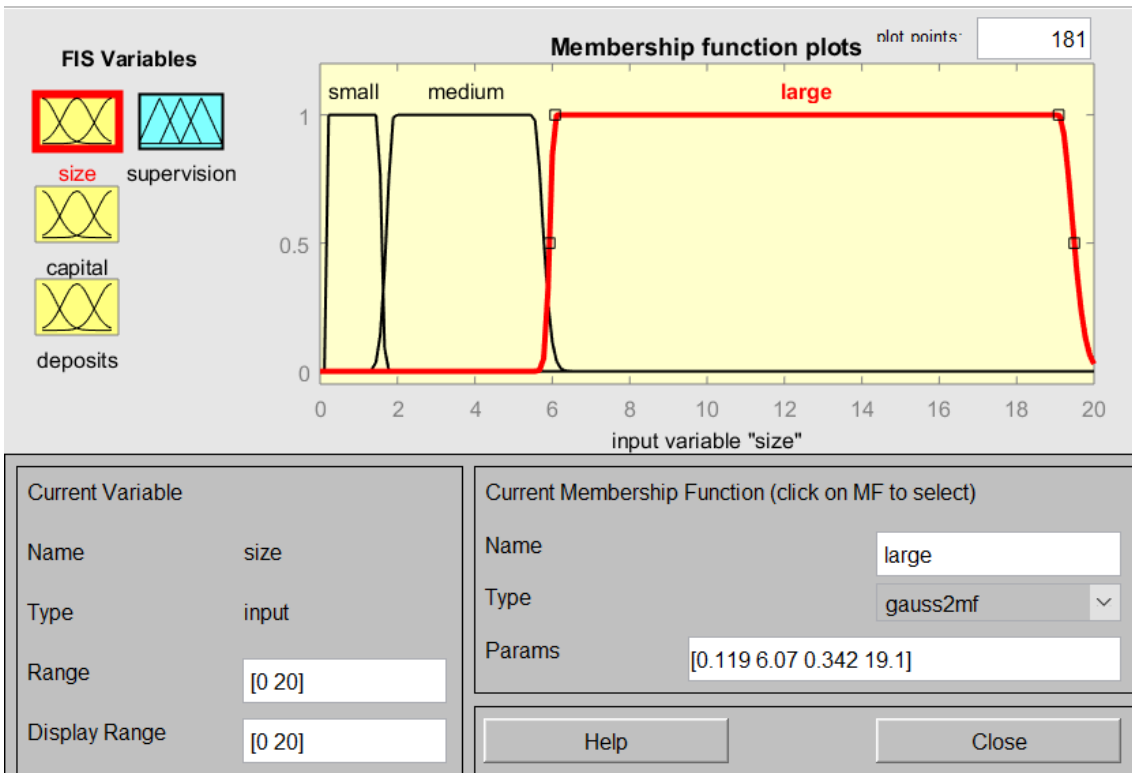 FIS Variables
Membership function plots
plot points:
181
size
supervision
capital
deposits
small
medium
large
1
0.5
0
0 2 4 6 8 10 12 14 16 18 20
input variable "size"
Current Variable
Name size
Type input
Range [0 20]
Display Range [0 20]
Current Membership Function (click on MF to select)
Name large
Type gauss2mf
Params [0.119 6.07 0.342 19.1]
Help
Close